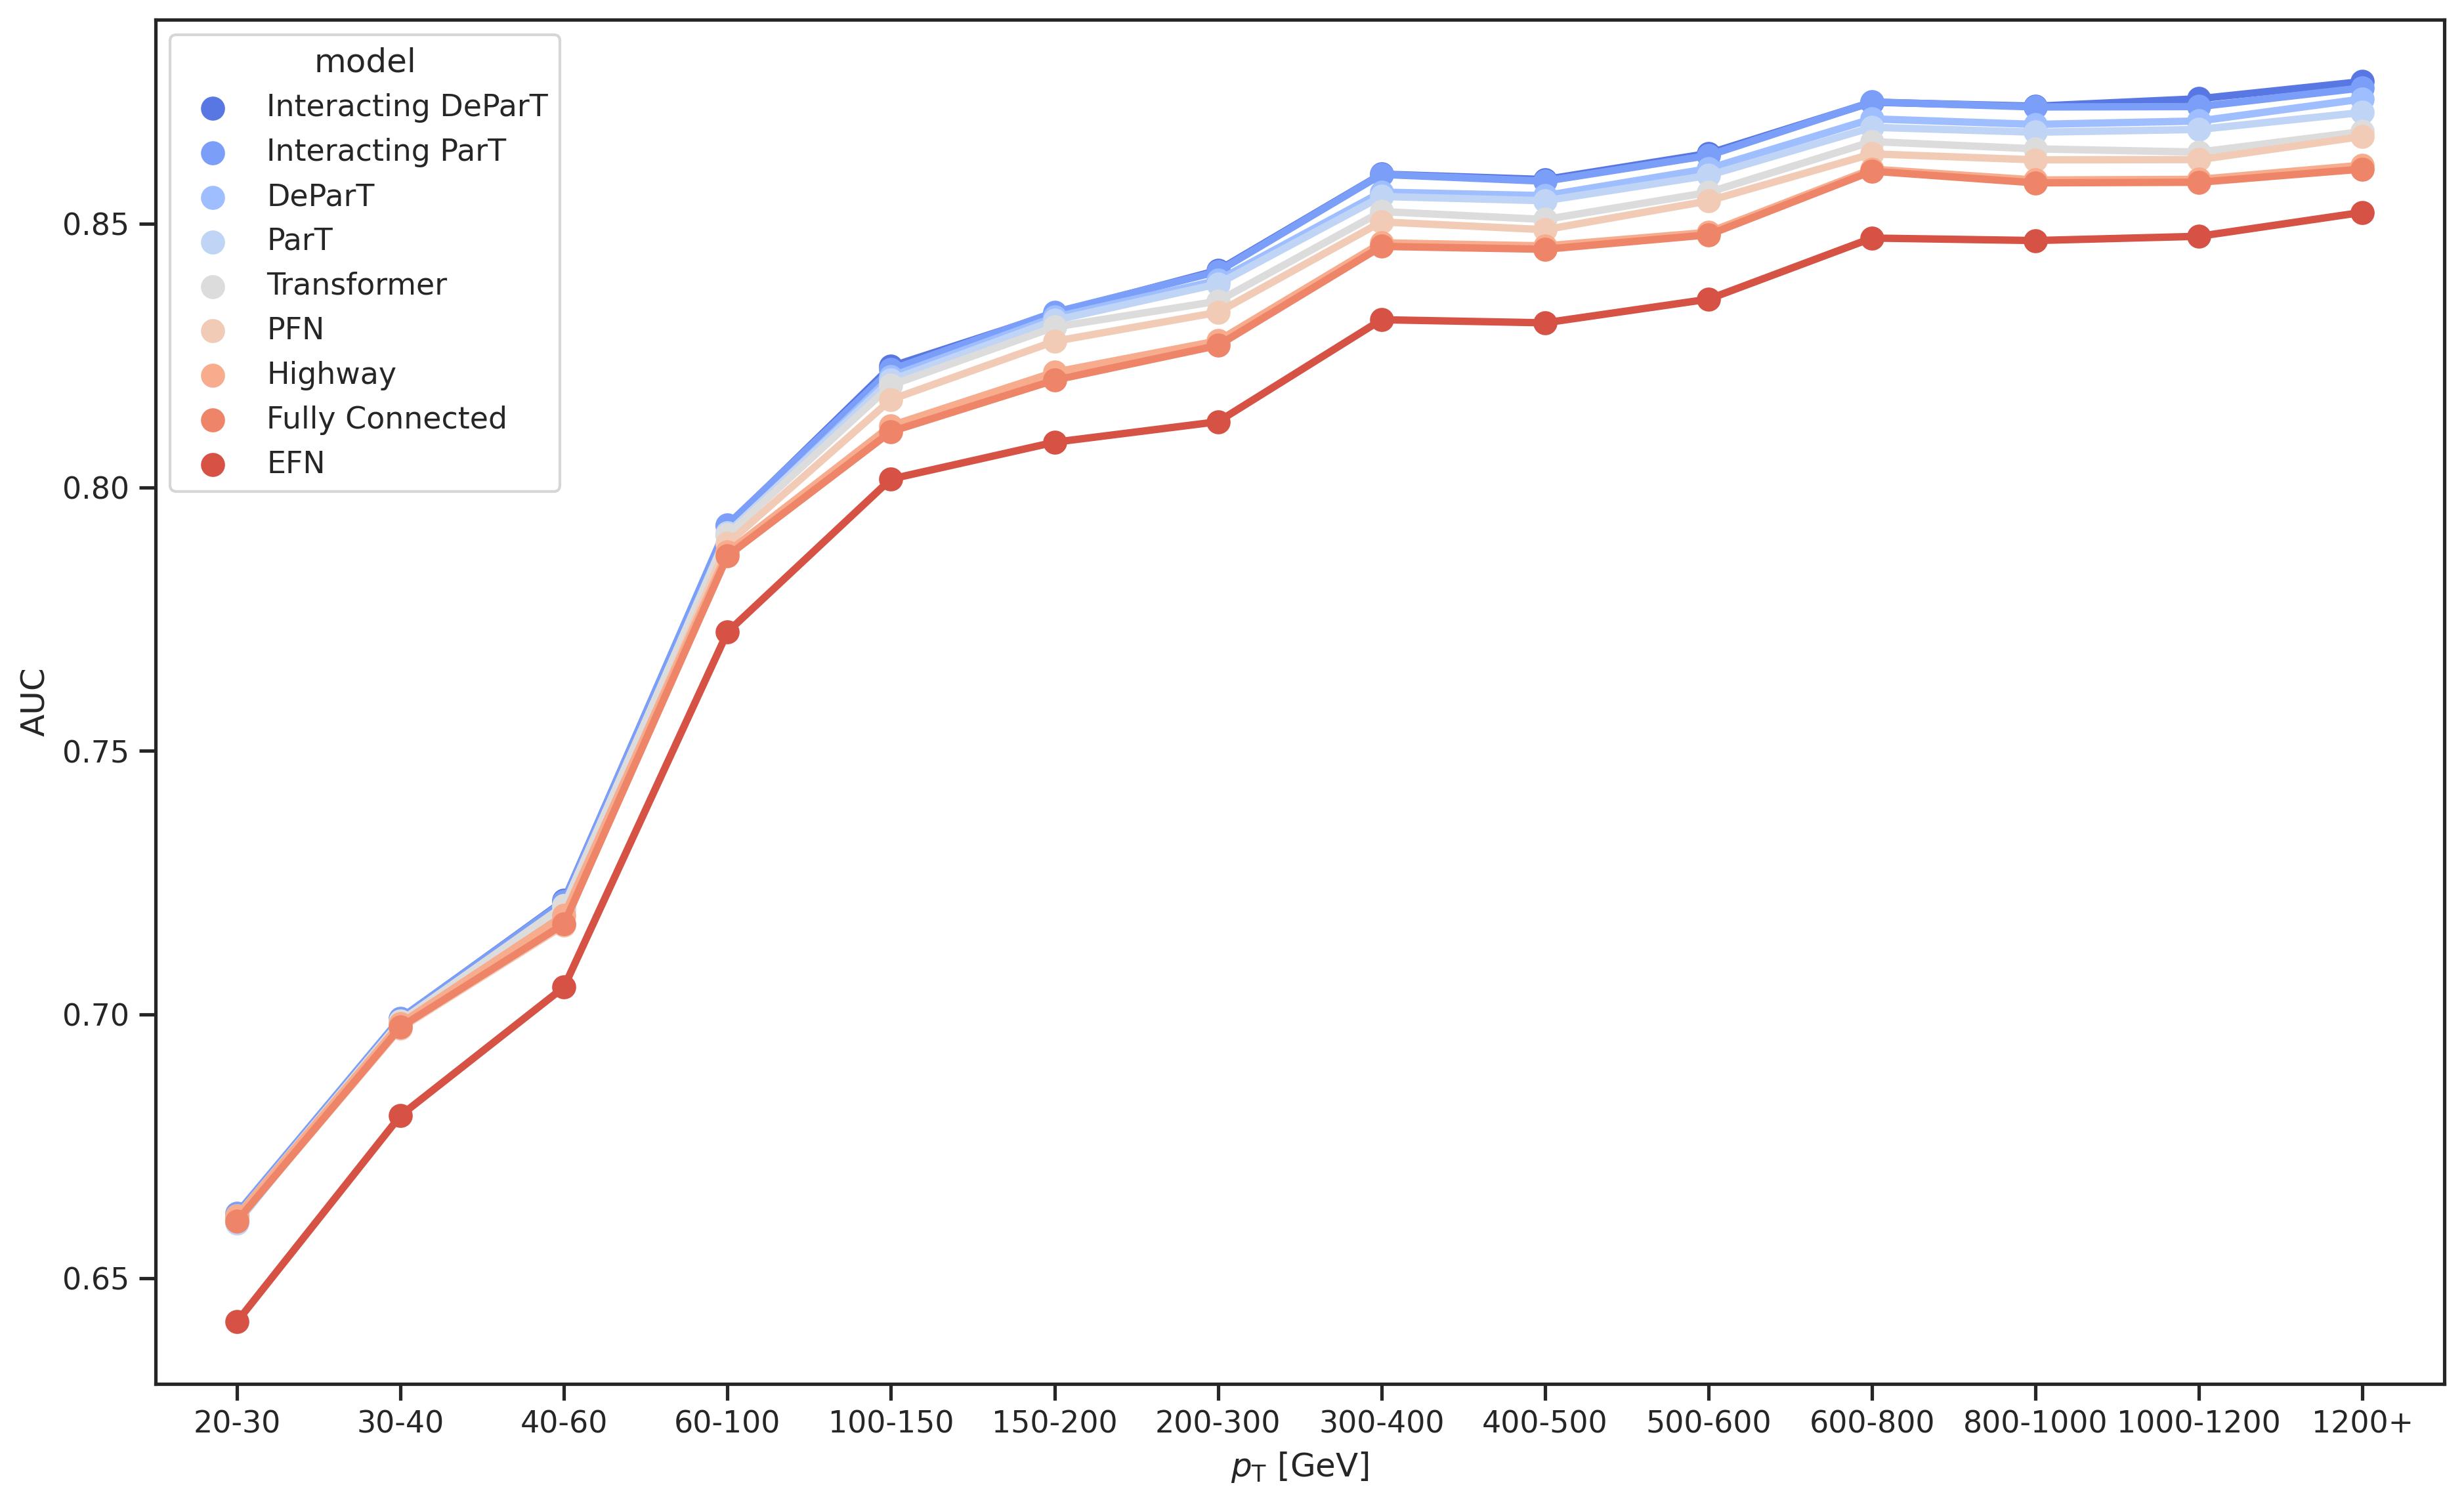 model
Interacting DeParT
Interacting ParT
DeParT
ParT
Transformer
PFN
Highway
Fully Connected
EFN
AUC
0.85
0.80
0.75
0.70
0.65
20-30 30-40 40-60 60-100 100-150 150-200 200-300 300-400 400-500 500-600 600-800 800-1000 1000-1200 1200+
pT [GeV]